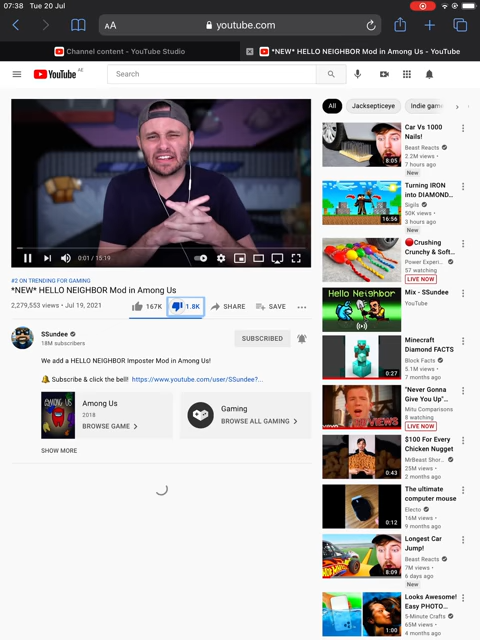 07:38 Tue 20 Jul
AA
youtube.com
Channel content - YouTube Studio
*NEW* HELLO NEIGHBOR Mod in Among Us - YouTube
YouTube AE
Search
0:01 / 15:19
#2 ON TRENDING FOR GAMING
*NEW* HELLO NEIGHBOR Mod in Among Us
2,279,553 views • Jul 19, 2021
167K
1.8K
SHARE
SAVE
SSundee
18M subscribers
SUBSCRIBED
We add a HELLO NEIGHBOR Imposter Mod in Among Us!
Subscribe & click the bell! https://www.youtube.com/user/SSundee?...
AMONG US
Among Us
2018
BROWSE GAME
Gaming
BROWSE ALL GAMING
SHOW MORE
All
Jacksepticeye
Indie game
8:05
Car Vs 1000
Nails!
Beast Reacts
2.2M views •
7 hours ago
New
16:56
Turning IRON
into DIAMOND...
Sigils
50K views •
3 hours ago
New
Crushing
Crunchy & Soft...
Power Experi...
57 watching
LIVE NOW
Hello Neighbor
Mix - SSundee
YouTube
0:27
Minecraft
Diamond FACTS
Block Facts
5.1M views •
7 months ago
VIEWS
"Never Gonna
Give You Up"...
Mitu Comparisons
8 watching
LIVE NOW
0:43
$100 For Every
Chicken Nugget
MrBeast Shor...
25M views •
2 months ago
0:12
The ultimate
computer mouse
Electo
16M views •
9 months ago
8:09
Longest Car
Jump!
Beast Reacts
7M views •
6 days ago
New
1:00
Looks Awesome!
Easy PHOTO...
5-Minute Crafts
65M views •
4 months ago